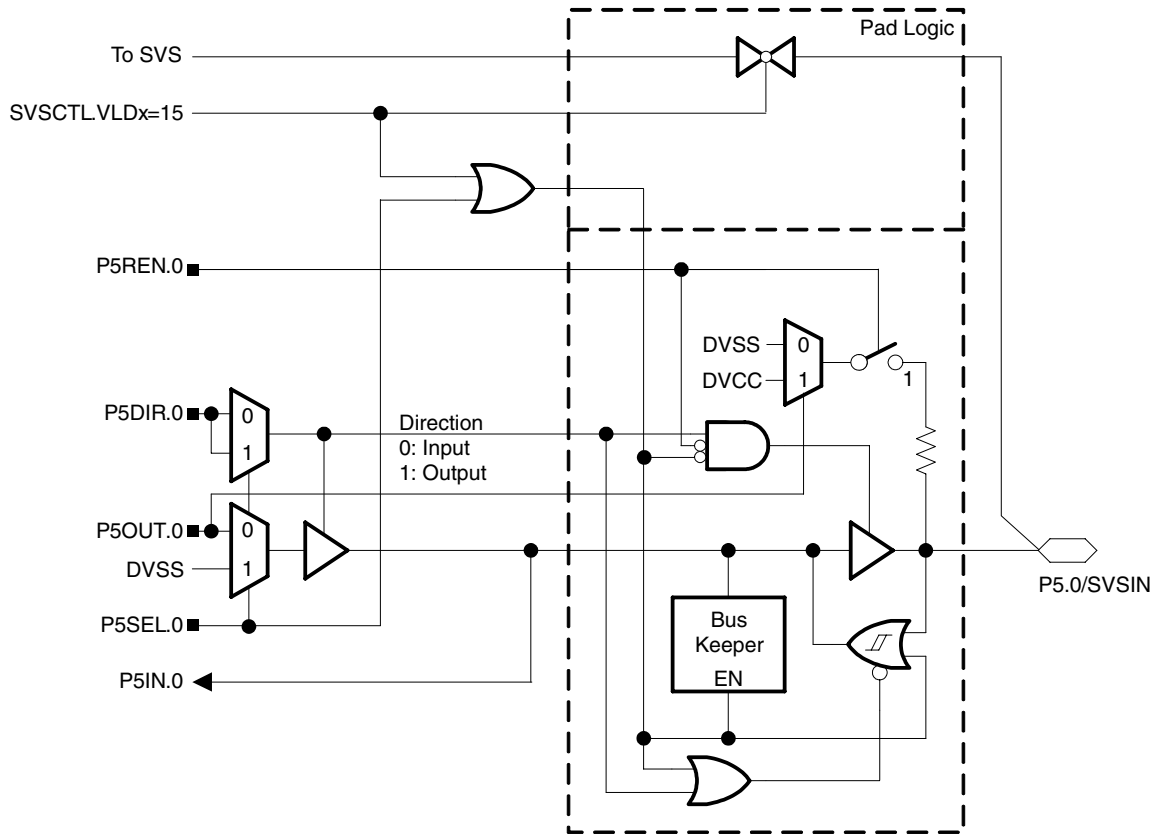 Pad Logic
To SVS
SVSCTL.VLDx=15
P5REN.0
DVSS
0
DVCC
1
1
P5DIR.0
0
1
Direction
0: Input
1: Output
P5OUT.0
0
DVSS
1
P5SEL.0
P5IN.0
Bus
Keeper
EN
P5.0/SVSIN